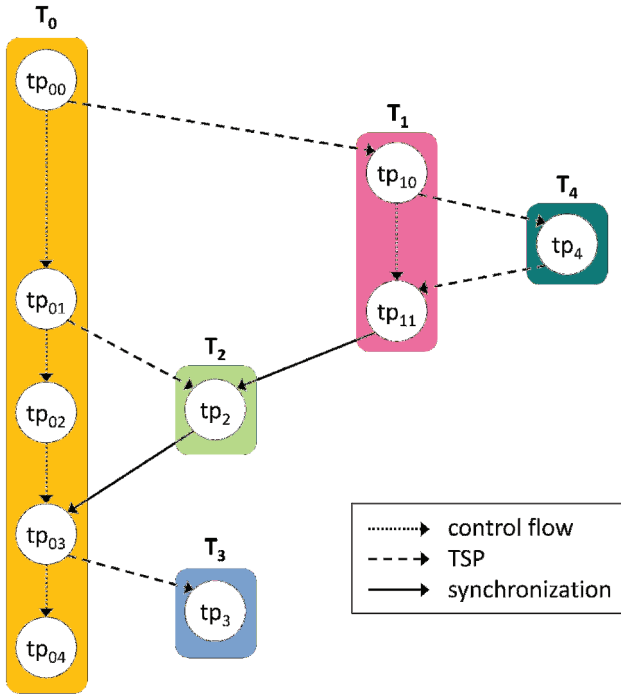 T₀
tp₀₀
T₁
tp₁₀
T₄
tp₄
tp₀₁
tp₁₁
T₂
tp₂
tp₀₂
tp₀₃
T₃
tp₃
tp₀₄
control flow
TSP
synchronization